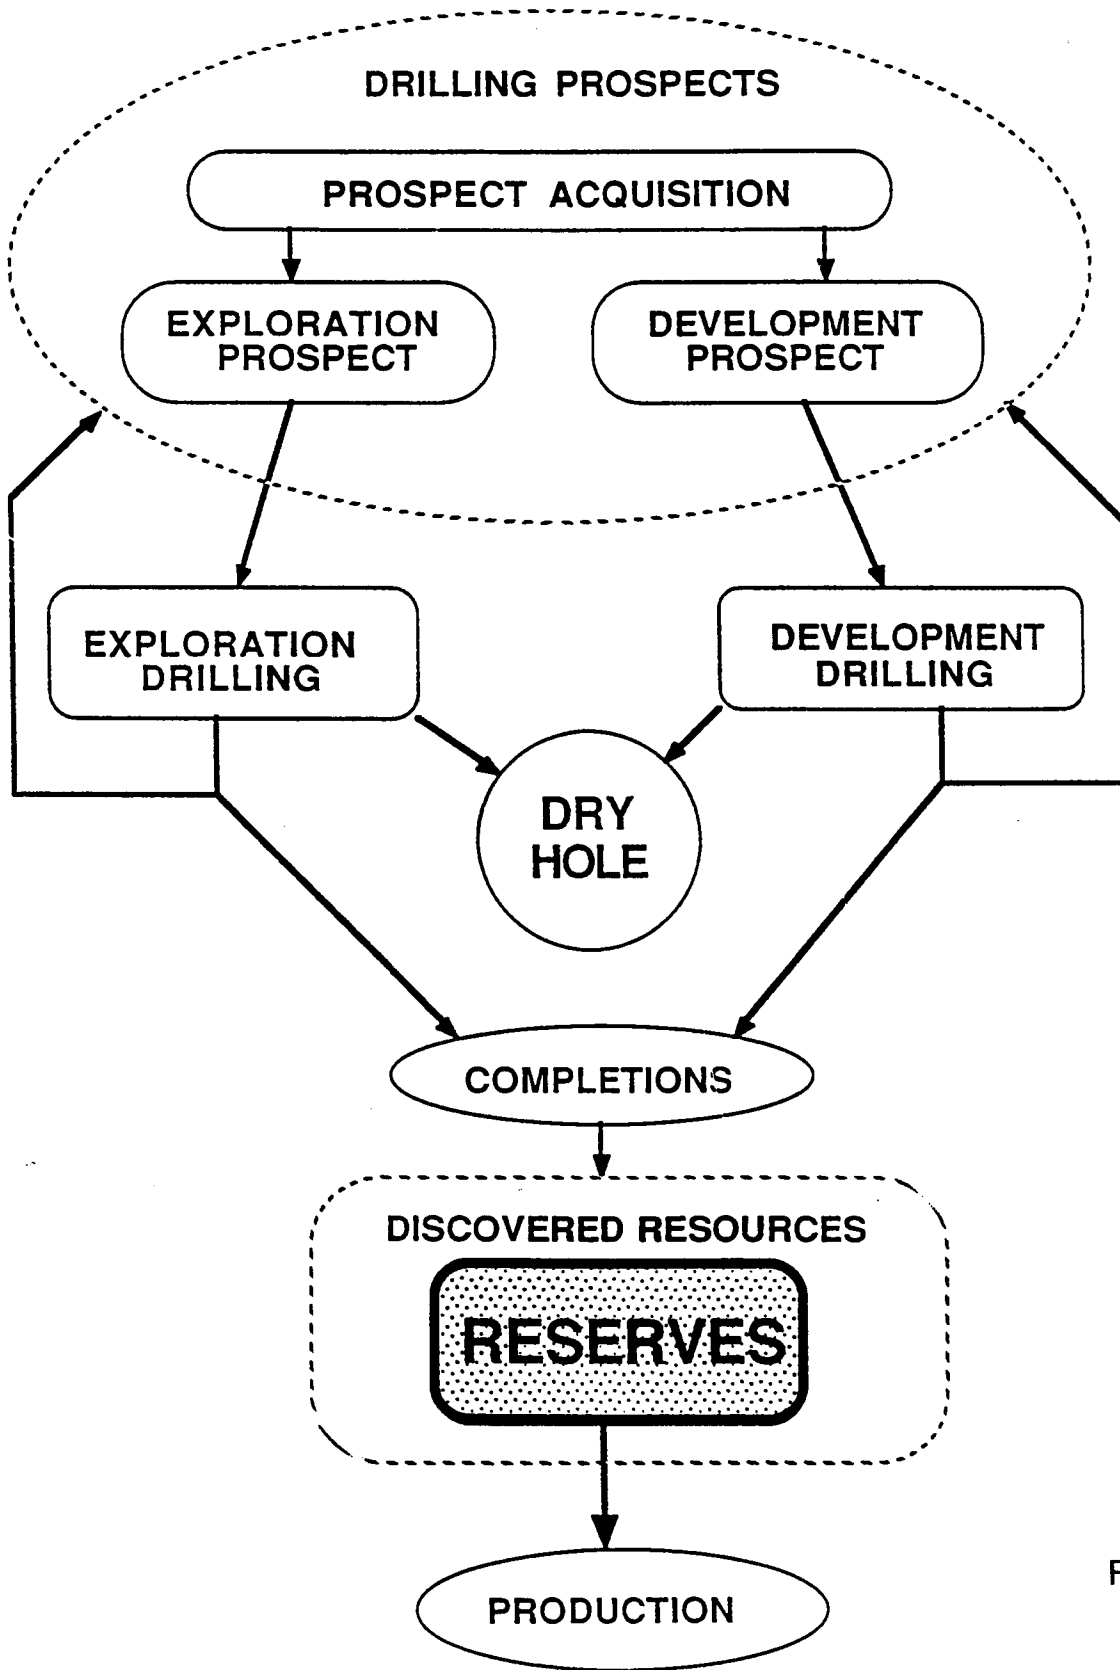 DRILLING PROSPECTS
PROSPECT ACQUISITION
EXPLORATION
PROSPECT
DEVELOPMENT
PROSPECT
EXPLORATION
DRILLING
DEVELOPMENT
DRILLING
DRY
HOLE
COMPLETIONS
DISCOVERED RESOURCES
RESERVES
PRODUCTION